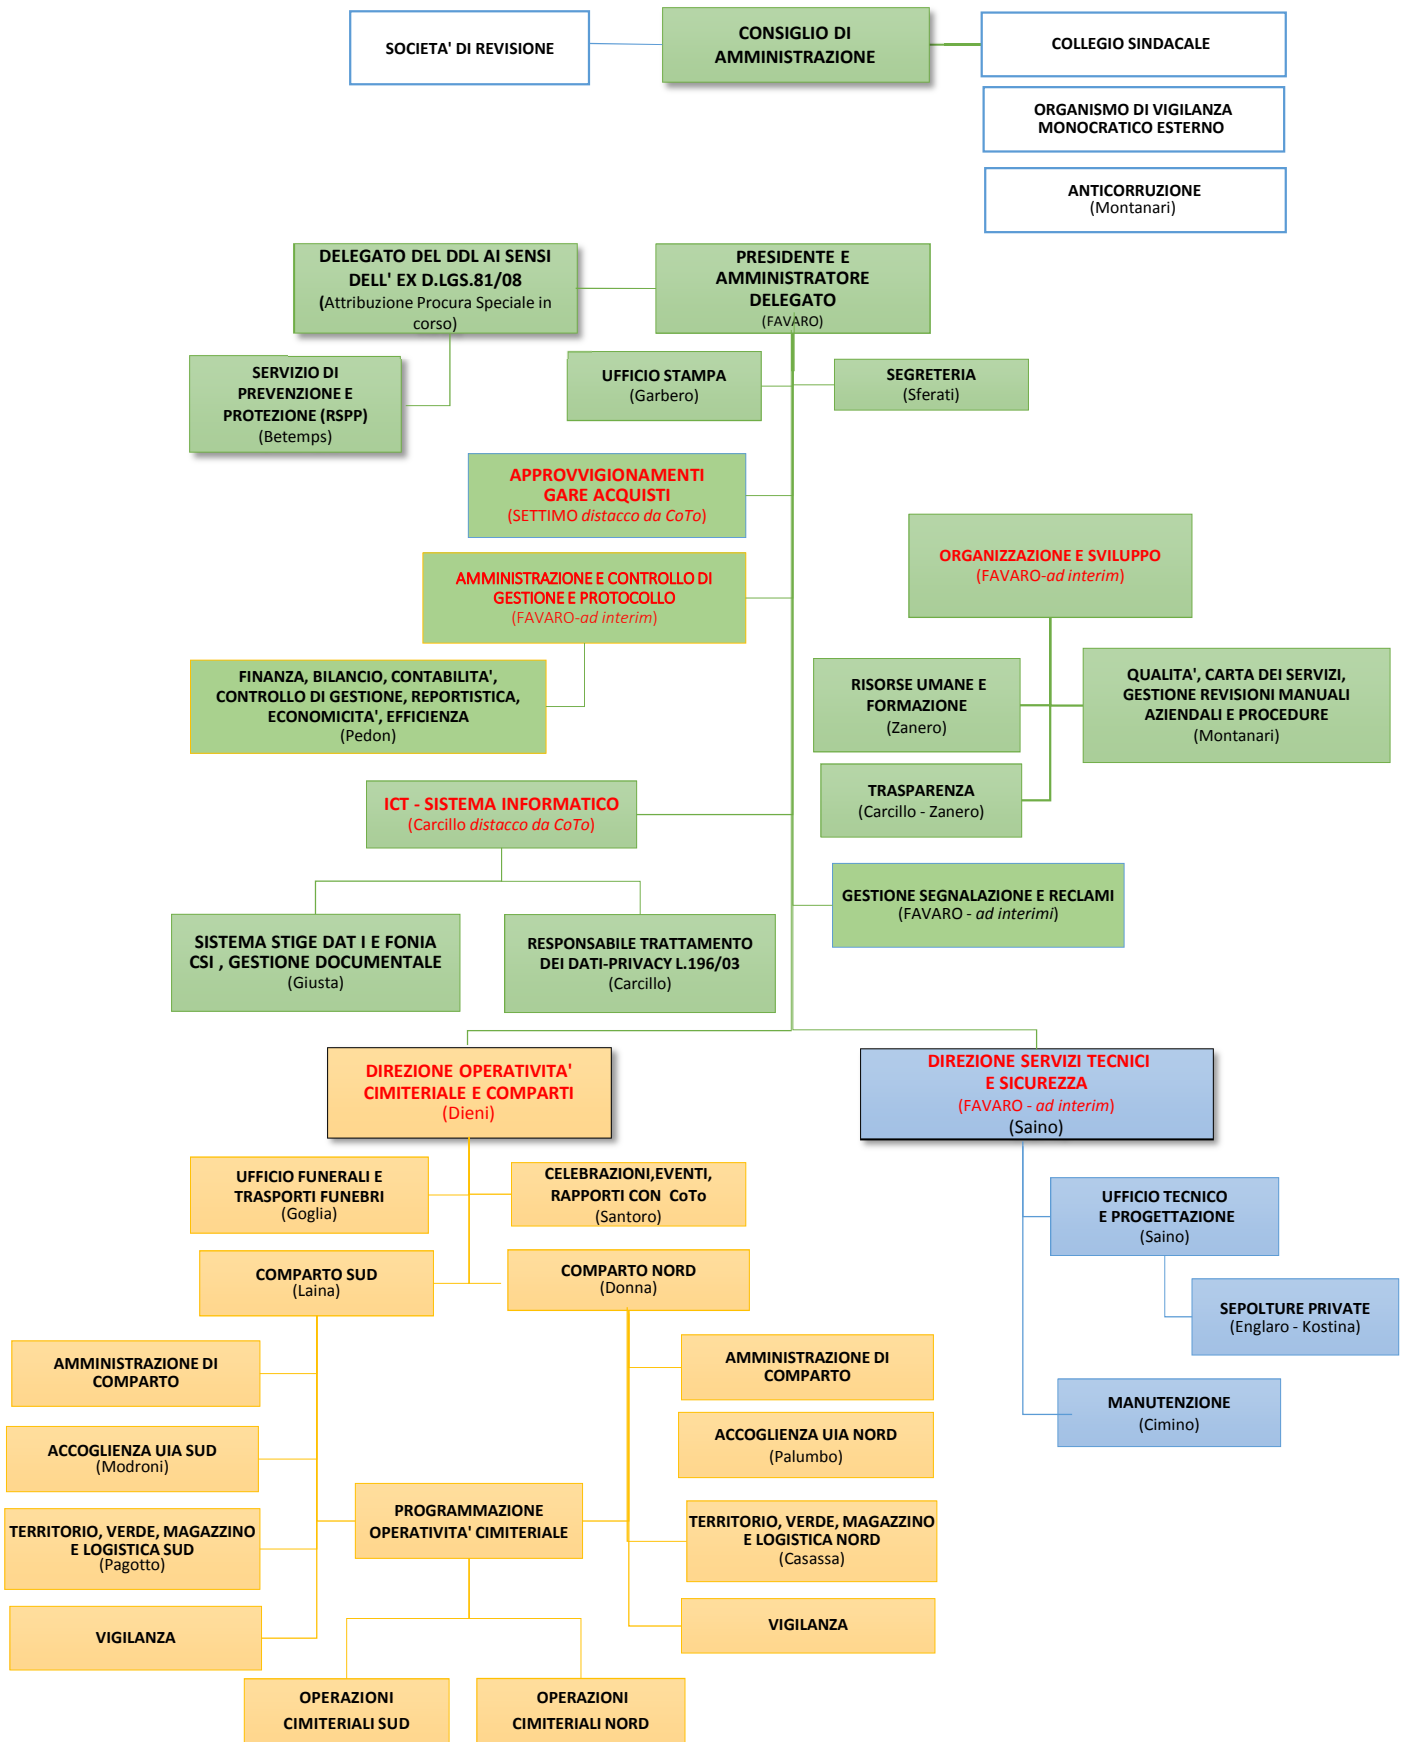 SOCIETA' DI REVISIONE
CONSIGLIO DI
AMMINISTRAZIONE
COLLEGIO SINDACALE
ORGANISMO DI VIGILANZA
MONOCRATICO ESTERNO
ANTICORRUZIONE
(Montanari)
DELEGATO DEL DDL AI SENSI
DELL' EX D.LGS.81/08
(Attribuzione Procura Speciale in
corso)
PRESIDENTE E
AMMINISTRATORE
DELEGATO
(FAVARO)
SERVIZIO DI
PREVENZIONE E
PROTEZIONE (RSPP)
(Betemps)
UFFICIO STAMPA
(Garbero)
SEGRETERIA
(Sferati)
APPROVVIGIONAMENTI
GARE ACQUISTI
(SETTIMO distacco da CoTo)
ORGANIZZAZIONE E SVILUPPO
(FAVARO-ad interim)
AMMINISTRAZIONE E CONTROLLO DI
GESTIONE E PROTOCOLLO
(FAVARO-ad interim)
FINANZA, BILANCIO, CONTABILITA',
CONTROLLO DI GESTIONE, REPORTISTICA,
ECONOMICITA', EFFICIENZA
(Pedon)
RISORSE UMANE E
FORMAZIONE
(Zanero)
QUALITA', CARTA DEI SERVIZI,
GESTIONE REVISIONI MANUALI
AZIENDALI E PROCEDURE
(Montanari)
TRASPARENZA
(Carcillo - Zanero)
ICT - SISTEMA INFORMATICO
(Carcillo distacco da CoTo)
GESTIONE SEGNALAZIONE E RECLAMI
(FAVARO - ad interimi)
SISTEMA STIGE DAT I E FONIA
CSI , GESTIONE DOCUMENTALE
(Giusta)
RESPONSABILE TRATTAMENTO
DEI DATI-PRIVACY L.196/03
(Carcillo)
DIREZIONE OPERATIVITA'
CIMITERIALE E COMPARTI
(Dieni)
DIREZIONE SERVIZI TECNICI
E SICUREZZA
(FAVARO - ad interim)
(Saino)
UFFICIO FUNERALI E
TRASPORTI FUNEBRI
(Goglia)
CELEBRAZIONI,EVENTI,
RAPPORTI CON CoTo
(Santoro)
UFFICIO TECNICO
E PROGETTAZIONE
(Saino)
COMPARTO SUD
(Laina)
COMPARTO NORD
(Donna)
SEPOLTURE PRIVATE
(Englaro - Kostina)
AMMINISTRAZIONE DI
COMPARTO
AMMINISTRAZIONE DI
COMPARTO
MANUTENZIONE
(Cimino)
ACCOGLIENZA UIA SUD
(Modroni)
ACCOGLIENZA UIA NORD
(Palumbo)
TERRITORIO, VERDE, MAGAZZINO
E LOGISTICA SUD
(Pagotto)
PROGRAMMAZIONE
OPERATIVITA' CIMITERIALE
TERRITORIO, VERDE, MAGAZZINO
E LOGISTICA NORD
(Casassa)
VIGILANZA
VIGILANZA
OPERAZIONI
CIMITERIALI SUD
OPERAZIONI
CIMITERIALI NORD